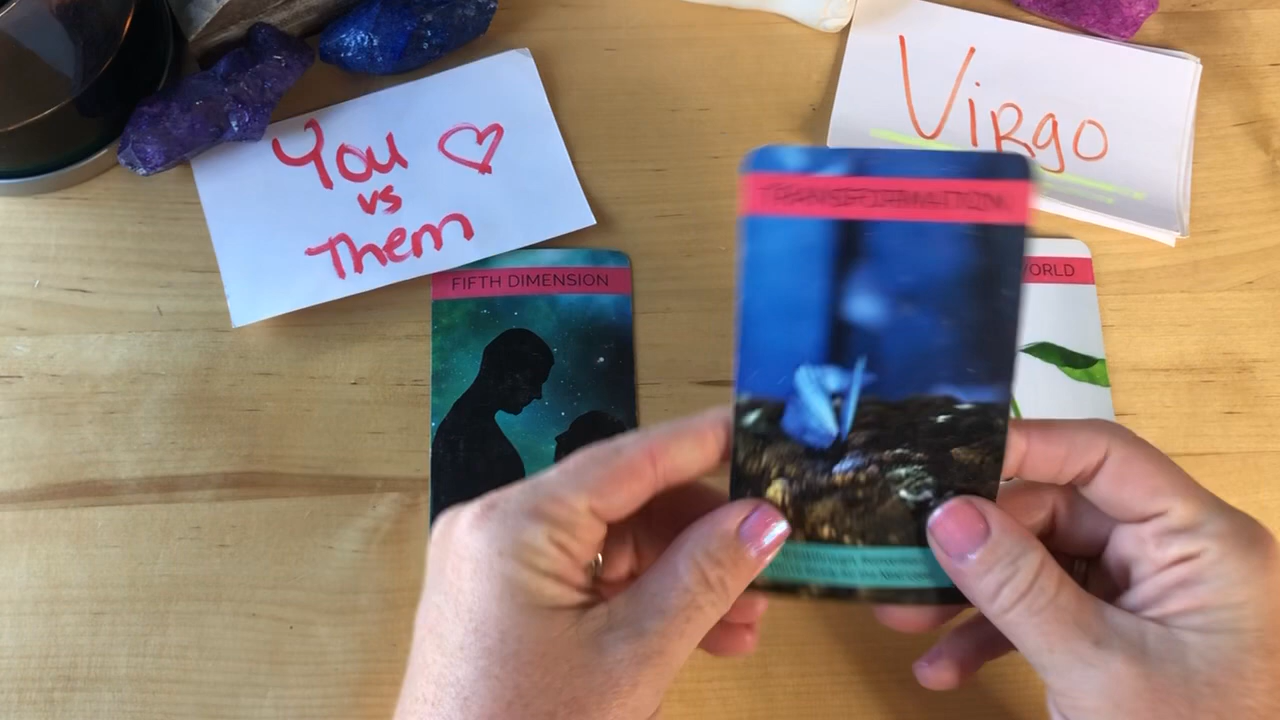 You
vs
Them
Virgo
FIFTH DIMENSION
TRANSFORMATION
WORLD